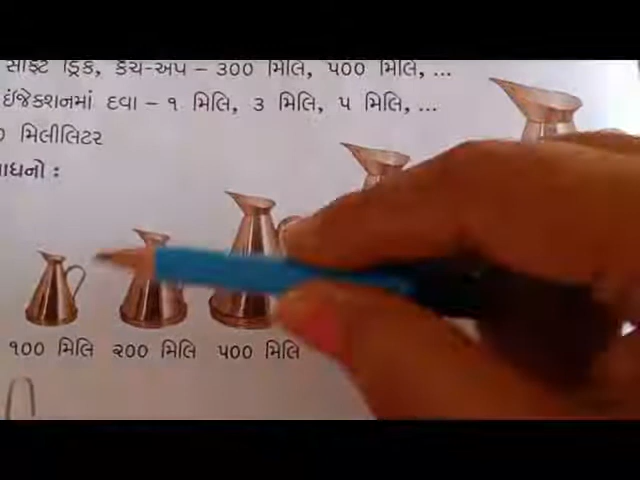 સોફ્ટ ડ્રિંક, કેચ-અપ – ૩૦૦ મિલિ, ૫૦૦ મિલિ, ...
ઇંજેક્શનમાં દવા – ૧ મિલિ, ૩ મિલિ, ૫ મિલિ, ...
મિલીલિટર
૧૦૦ મિલિ ૨૦૦ મિલિ ૫૦૦ મિલિ